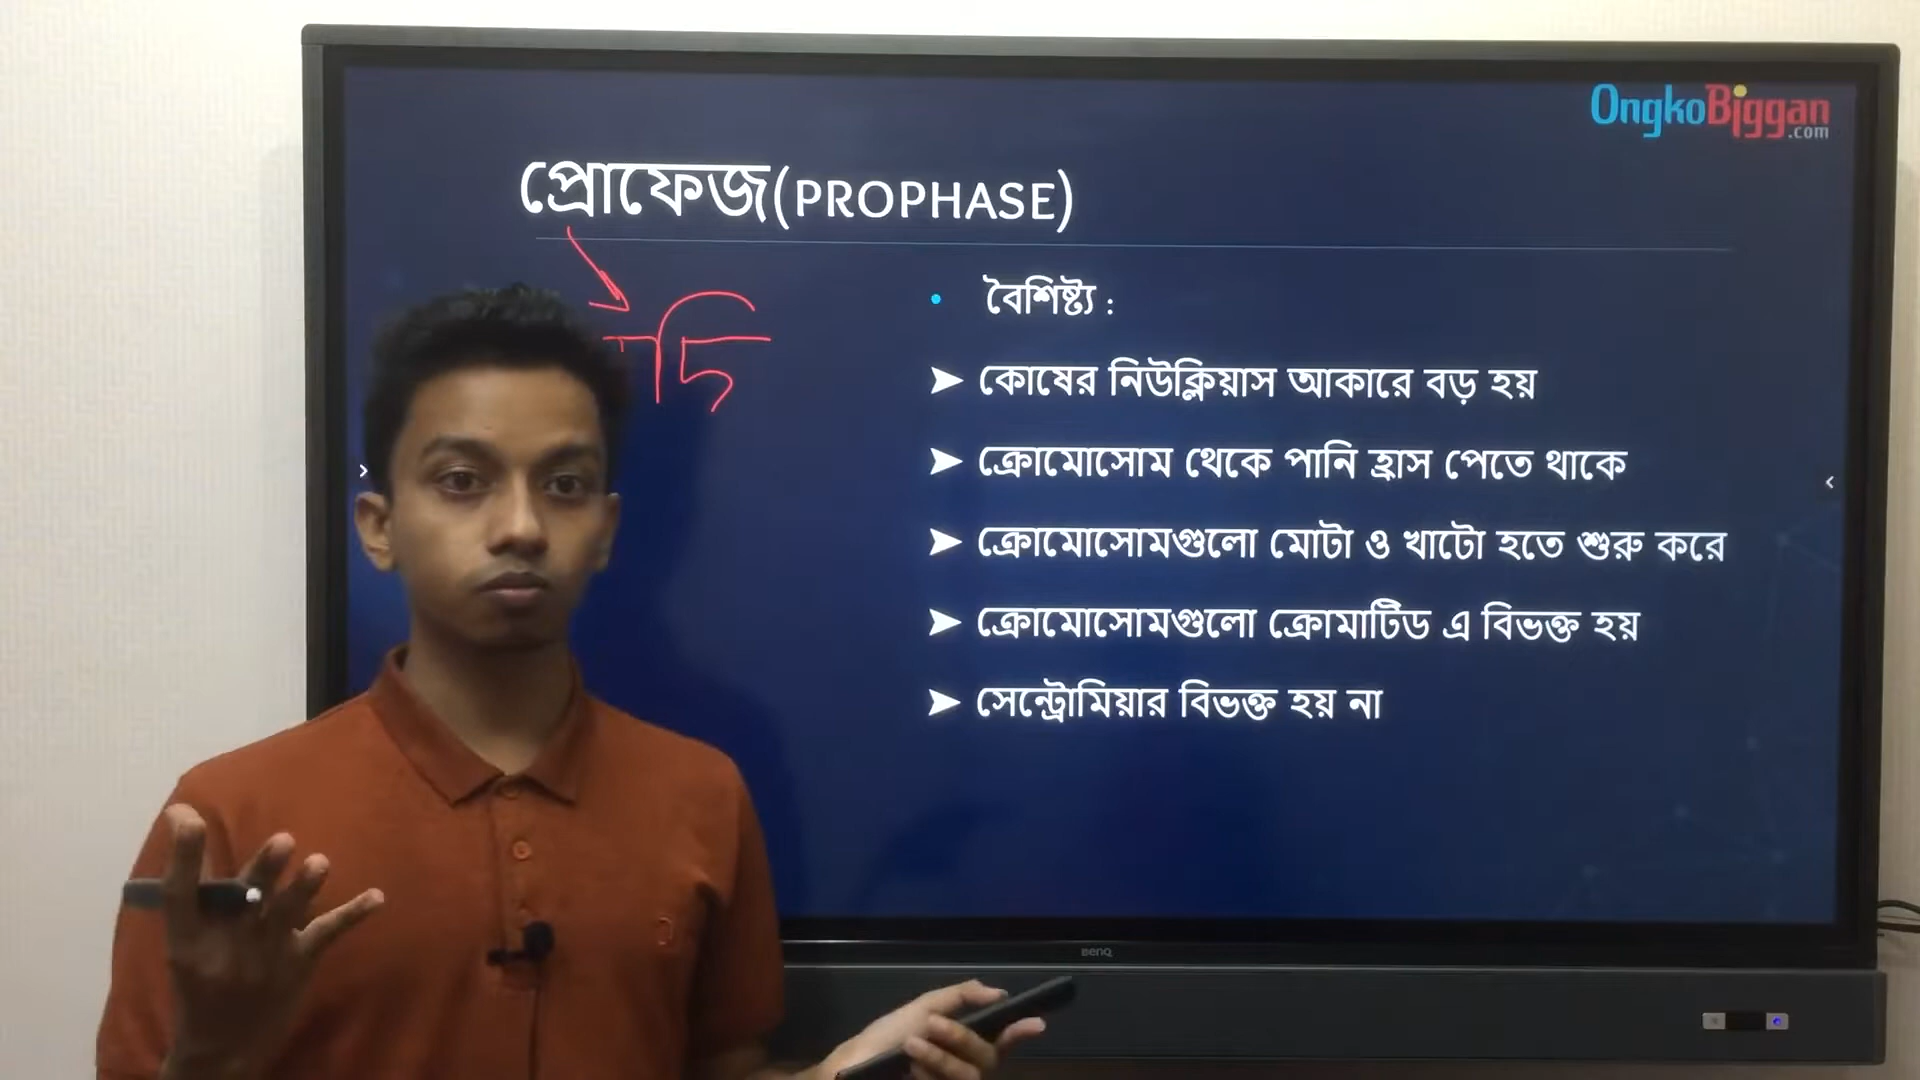 OngkoBiggan
.com
প্রোফেজ(PROPHASE)
বৈশিষ্ট্য :
কোষের নিউক্লিয়াস আকারে বড় হয়
ক্রোমোসোম থেকে পানি হ্রাস পেতে থাকে
ক্রোমোসোমগুলো মোটা ও খাটো হতে শুরু করে
ক্রোমোসোমগুলো ক্রোমাটিড এ বিভক্ত হয়
সেন্ট্রোমিয়ার বিভক্ত হয় না
BenQ